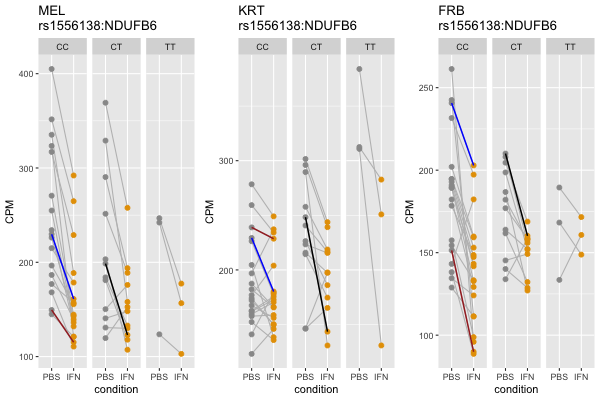 MEL
rs1556138:NDUFB6
CC CT TT
CPM
400
300
200
100
PBS IFN PBS IFN PBS IFN
condition
KRT
rs1556138:NDUFB6
CC CT TT
CPM
300
200
PBS IFN PBS IFN PBS IFN
condition
FRB
rs1556138:NDUFB6
CC CT TT
CPM
250
200
150
100
PBS IFN PBS IFN PBS IFN
condition